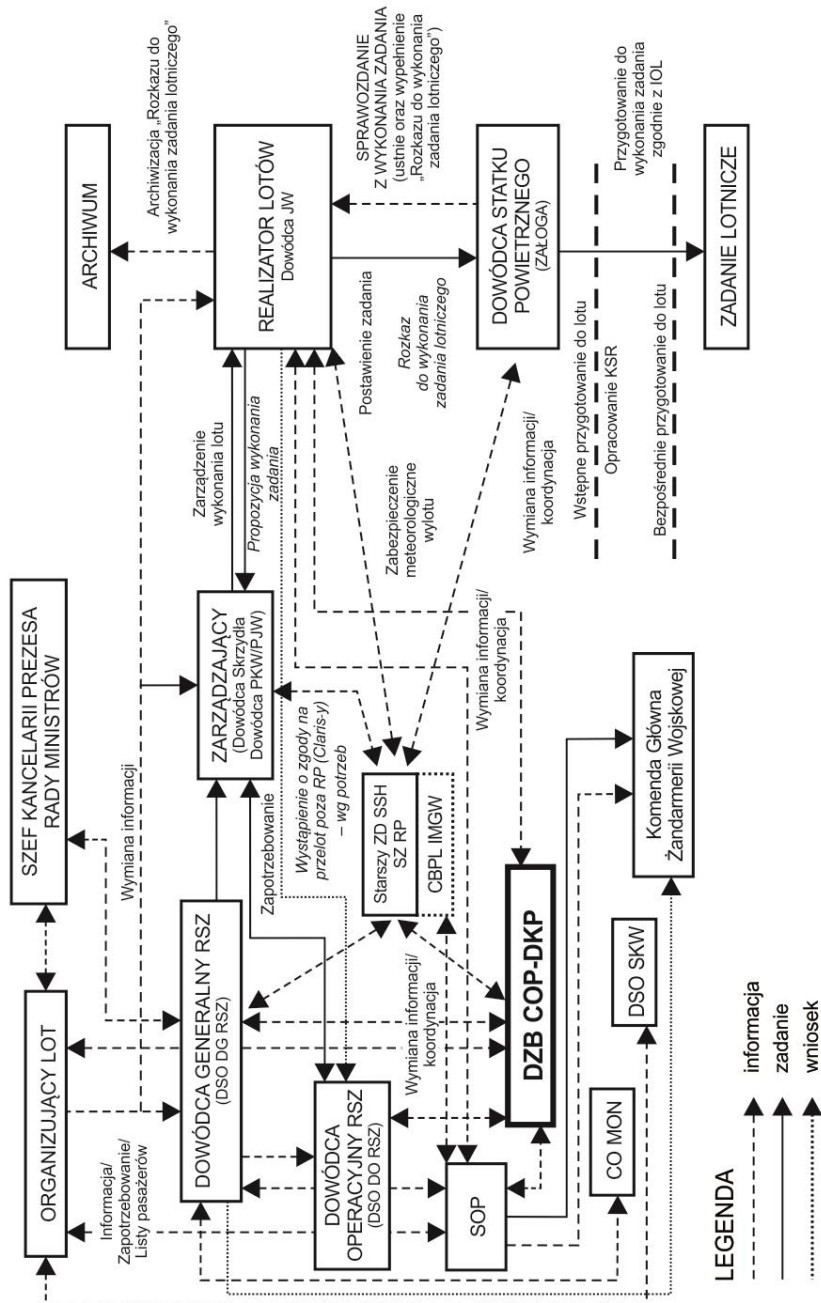 ORGANIZUJĄCY LOT
SZEF KANCELARII PREZESA
RADY MINISTRÓW
ARCHIWUM
Informacja/
Zapotrzebowanie/
Listy pasażerów
Wymiana informacji
Archiwizacja „Rozkazu do
wykonania zadania lotniczego”
DOWÓDCA GENERALNY RSZ
(DSO DG RSZ)
ZARZĄDZAJĄCY
(Dowódca Skrzydła
Dowódca PKW/PJW)
Zarządzenie
wykonania lotu
Propozycja wykonania
zadania
REALIZATOR LOTÓW
Dowódca JW
Zapotrzebowanie
Wystąpienie o zgody na
przelot poza RP (Claris-y)
– wg potrzeb
DOWÓDCA
OPERACYJNY RSZ
(DSO DO RSZ)
Wymiana informacji/
koordynacja
Starszy ZD SSH
SZ RP
CBPL IMGW
Zabezpieczenie
meteorologiczne
wylotu
Postawienie zadania
Rozkaz
do wykonania
zadania lotniczego
SPRAWOZDANIE
Z WYKONANIA ZADANIA
(ustnie oraz wypełnienie
„Rozkazu do wykonania
zadania lotniczego”)
SOP
DZB COP-DKP
Wymiana informacji/
koordynacja
Wymiana informacji/
koordynacja
DOWÓDCA STATKU
POWIETRZNEGO
(ZAŁOGA)
CO MON
DSO SKW
Komenda Główna
Żandarmerii Wojskowej
Wstępne przygotowanie do lotu
Opracowanie KSR
Bezpośrednie przygotowanie do lotu
Przygotowanie do
wykonania zadania
zgodnie z IOL
ZADANIE LOTNICZE
LEGENDA
informacja
zadanie
wniosek